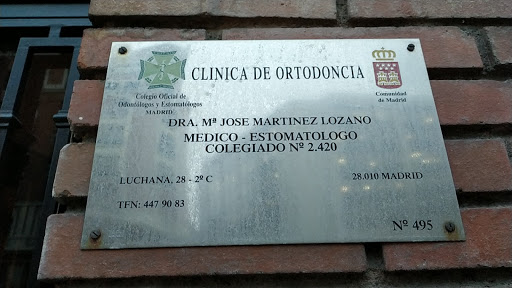 CLINICA DE ORTODONCIA
Colegio Oficial de
Odontólogos y Estomatólogos
MADRID
Comunidad
de Madrid
DRA. Mª JOSE MARTINEZ LOZANO
MEDICO - ESTOMATOLOGO
COLEGIADO Nº 2.420
LUCHANA, 28 - 2º C
28.010 MADRID
TFN: 447 90 83
Nº 495